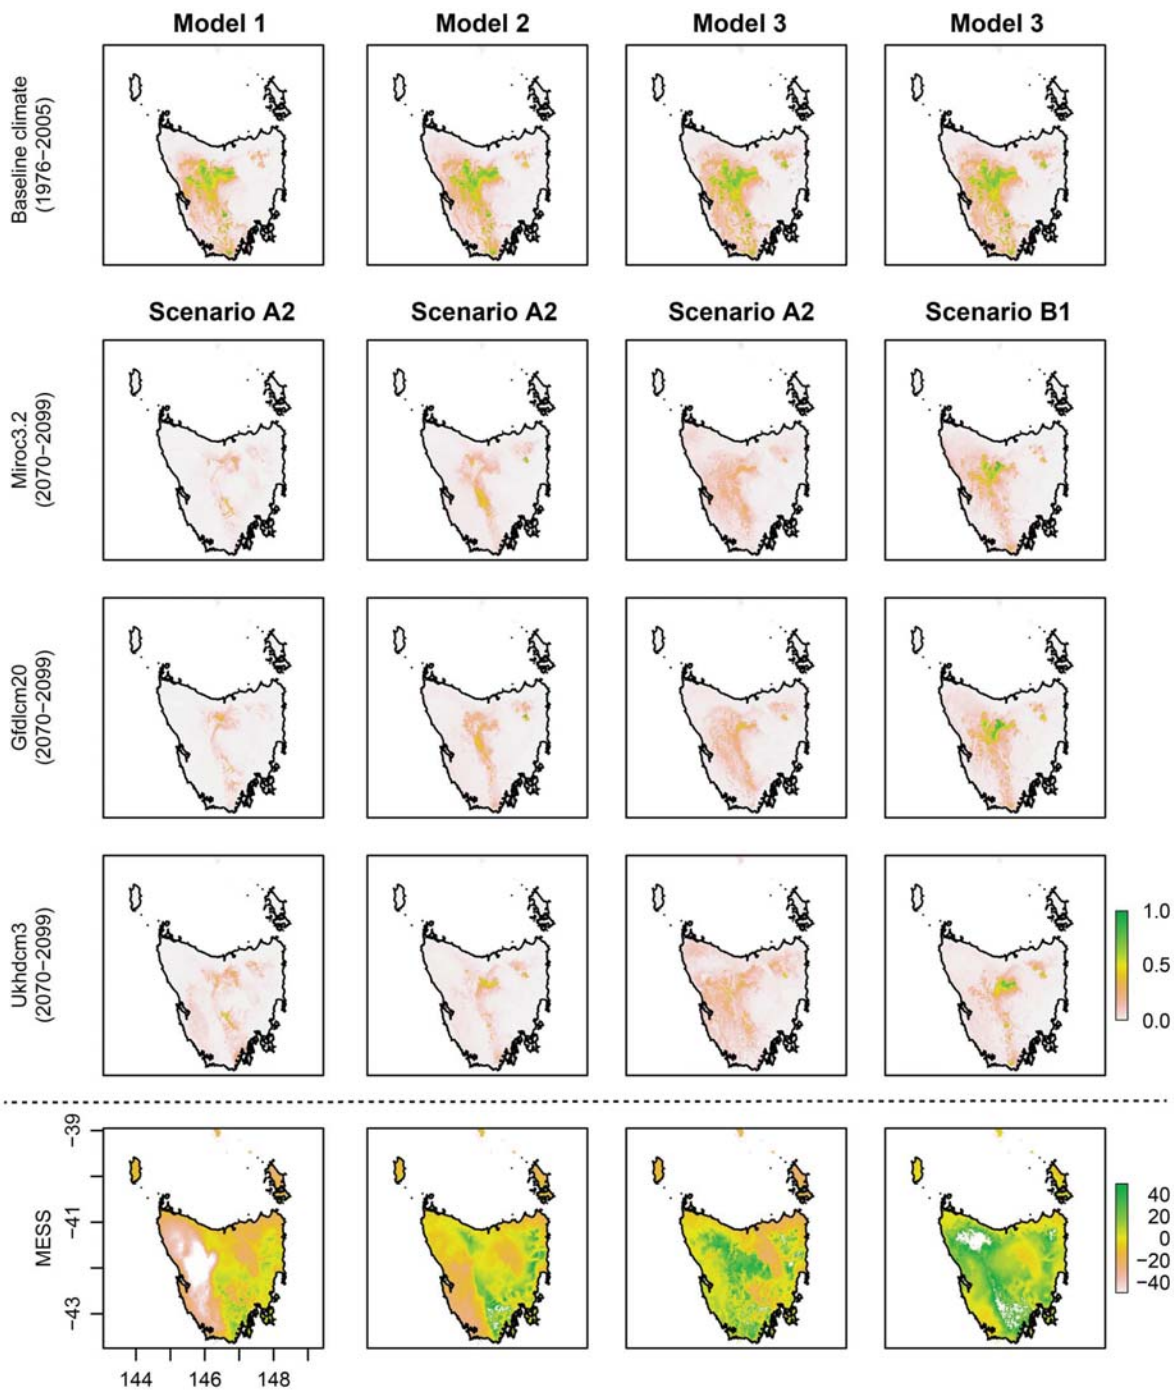 Model 1
Model 2
Model 3
Model 3
Baseline climate
(1976−2005)
Scenario A2
Scenario A2
Scenario A2
Scenario B1
Miroc3.2
(2070−2099)
Gfdlcm20
(2070−2099)
Ukhdcm3
(2070−2099)
1.0
0.5
0.0
MESS
−39
−41
−43
144
146
148
40
20
0
−20
−40